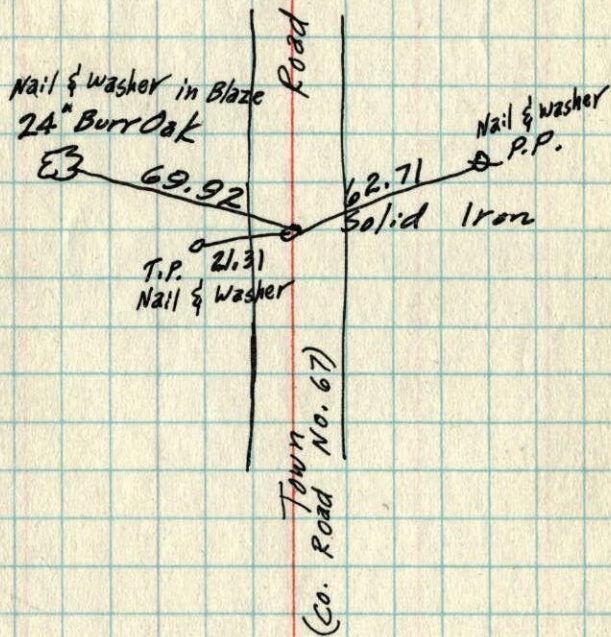 Road
Nail & Washer in Blaze
24" Burr Oak
Nail & Washer
P.P.
69.92
62.71
Solid Iron
T.P. 21.31
Nail & Washer
Town
(Co. Road No. 67)